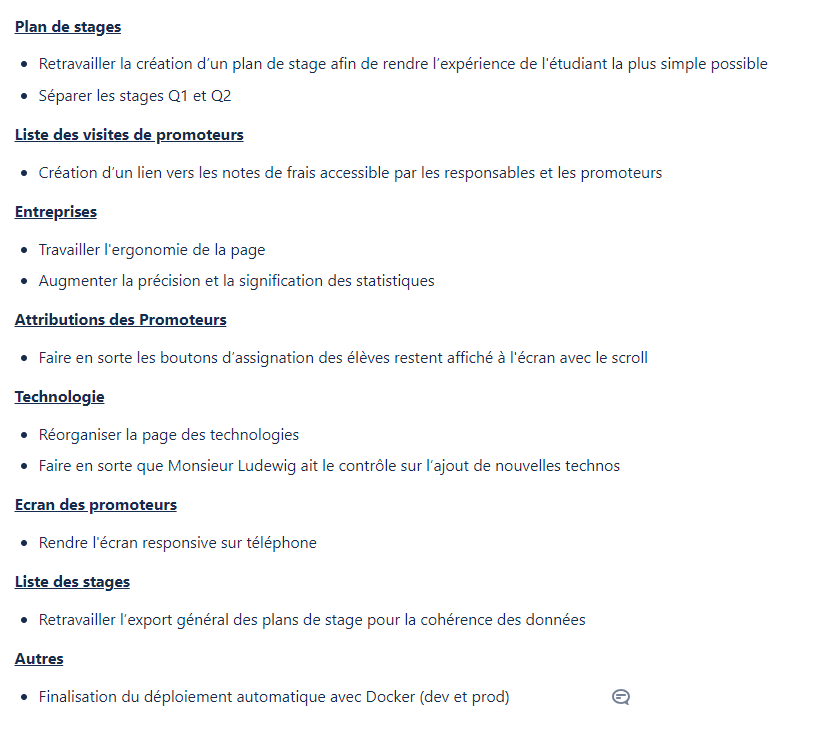 Plan de stages
Retravailler la création d’un plan de stage afin de rendre l’expérience de l'étudiant la plus simple possible
Séparer les stages Q1 et Q2
Liste des visites de promoteurs
Création d’un lien vers les notes de frais accessible par les responsables et les promoteurs
Entreprises
Travailler l'ergonomie de la page
Augmenter la précision et la signification des statistiques
Attributions des Promoteurs
Faire en sorte les boutons d’assignation des élèves restent affiché à l'écran avec le scroll
Technologie
Réorganiser la page des technologies
Faire en sorte que Monsieur Ludewig ait le contrôle sur l’ajout de nouvelles technos
Ecran des promoteurs
Rendre l'écran responsive sur téléphone
Liste des stages
Retravailler l’export général des plans de stage pour la cohérence des données
Autres
Finalisation du déploiement automatique avec Docker (dev et prod)